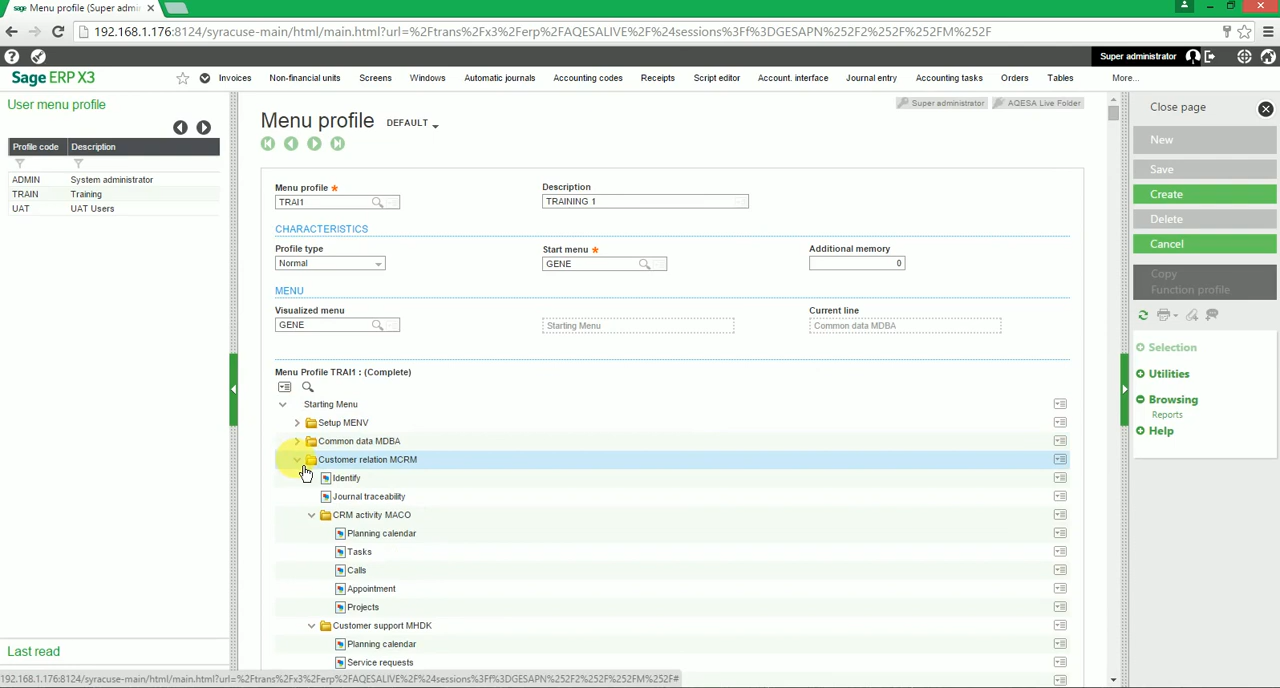 Menu profile (Super admi
192.168.1.176:8124/syracuse-main/html/main.html?url=%2Ftrans%2Fx3%2Ferp%2FAQESALIVE%2F%24sessions%3Ff%3DGESAPN%252F2%252F%252FM%252F
Super administrator
Sage ERP X3
Invoices Non-financial units Screens Windows Automatic journals Accounting codes Receipts Script editor Account. interface Journal entry Accounting tasks Orders Tables More...
User menu profile
Profile code Description
ADMIN System administrator
TRAIN Training
UAT UAT Users
Last read
Super administrator AQESA Live Folder
Menu profile DEFAULT
Menu profile * Description
TRAI1 TRAINING 1
CHARACTERISTICS
Profile type Start menu * Additional memory
Normal GENE 0
MENU
Visualized menu Current line
GENE Starting Menu Common data MDBA
Menu Profile TRAI1 : (Complete)
Starting Menu
Setup MENV
Common data MDBA
Customer relation MCRM
Identify
Journal traceability
CRM activity MACO
Planning calendar
Tasks
Calls
Appointment
Projects
Customer support MHDK
Planning calendar
Service requests
Close page
New
Save
Create
Delete
Cancel
Copy
Function profile
Selection
Utilities
Browsing
Reports
Help
192.168.1.176:8124/syracuse-main/html/main.html?url=%2Ftrans%2Fx3%2Ferp%2FAQESALIVE%2F%24sessions%3Ff%3DGESAPN%252F2%252F%252FM%252F#